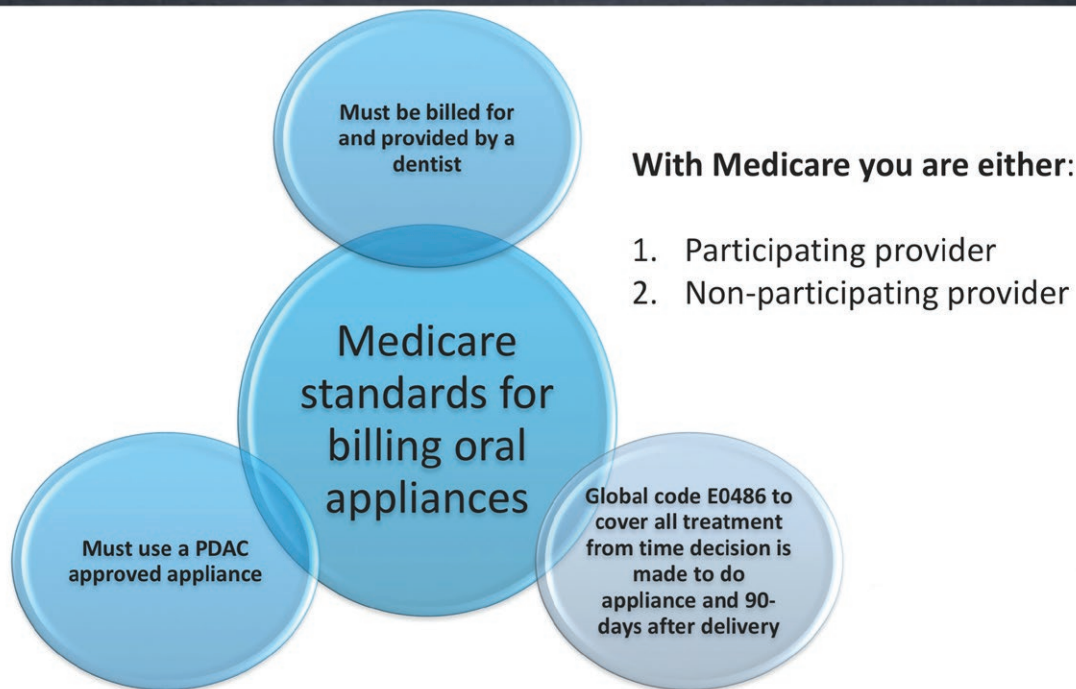 Must be billed for
and provided by a
dentist
With Medicare you are either:
1. Participating provider
2. Non-participating provider
Medicare
standards for
billing oral
appliances
Must use a PDAC
approved appliance
Global code E0486 to
cover all treatment
from time decision is
made to do
appliance and 90-
days after delivery